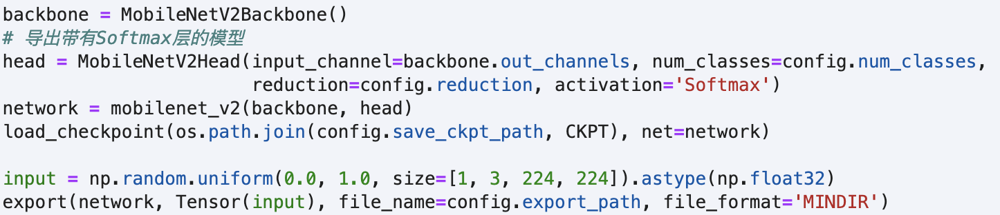 backbone = MobileNetV2Backbone()
# 导出带有Softmax层的模型
head = MobileNetV2Head(input_channel=backbone.out_channels, num_classes=config.num_classes,
                       reduction=config.reduction, activation='Softmax')
network = mobilenet_v2(backbone, head)
load_checkpoint(os.path.join(config.save_ckpt_path, CKPT), net=network)

input = np.random.uniform(0.0, 1.0, size=[1, 3, 224, 224]).astype(np.float32)
export(network, Tensor(input), file_name=config.export_path, file_format='MINDIR')